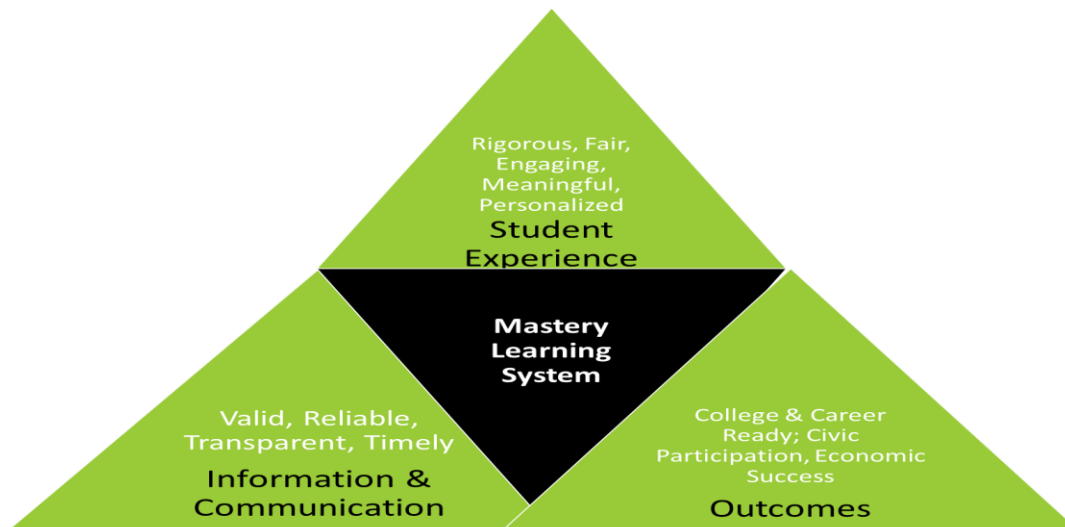 Rigorous, Fair,
Engaging,
Meaningful,
Personalized
Student
Experience
Mastery
Learning
System
Valid, Reliable,
Transparent, Timely
Information &
Communication
College & Career
Ready; Civic
Participation, Economic
Success
Outcomes